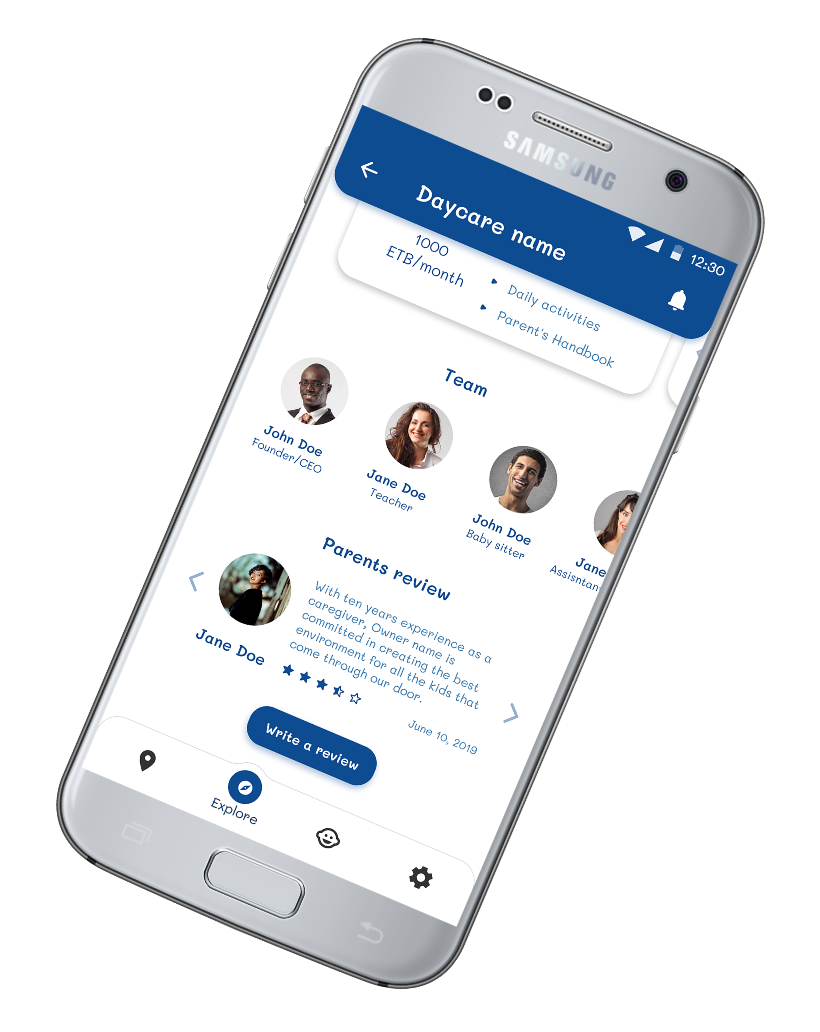 SAMSUNG
12:30
Daycare name
1000
ETB/month
Daily activities
Parent's Handbook
Team
John Doe
Founder/CEO
Jane Doe
Teacher
John Doe
Baby sitter
Jane
Assisntan
Parents review
Jane Doe
With ten years experience as a
caregiver, Owner name is
committed in creating the best
environment for all the kids that
come through our door.
June 10, 2019
Write a review
Explore